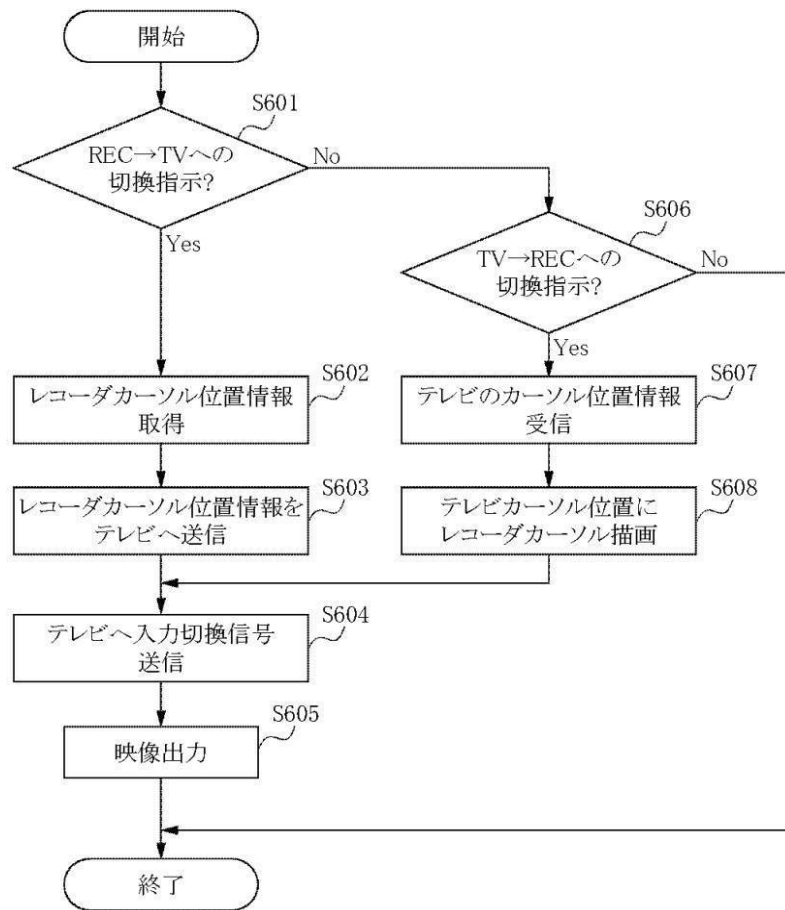 開始
S601
REC→TVへの
切換指示?
No
Yes
S606
TV→RECへの
切換指示?
No
Yes
S602
レコーダカーソル位置情報
取得
S607
テレビのカーソル位置情報
受信
S603
レコーダカーソル位置情報を
テレビへ送信
S608
テレビカーソル位置に
レコーダカーソル描画
S604
テレビへ入力切換信号
送信
S605
映像出力
終了